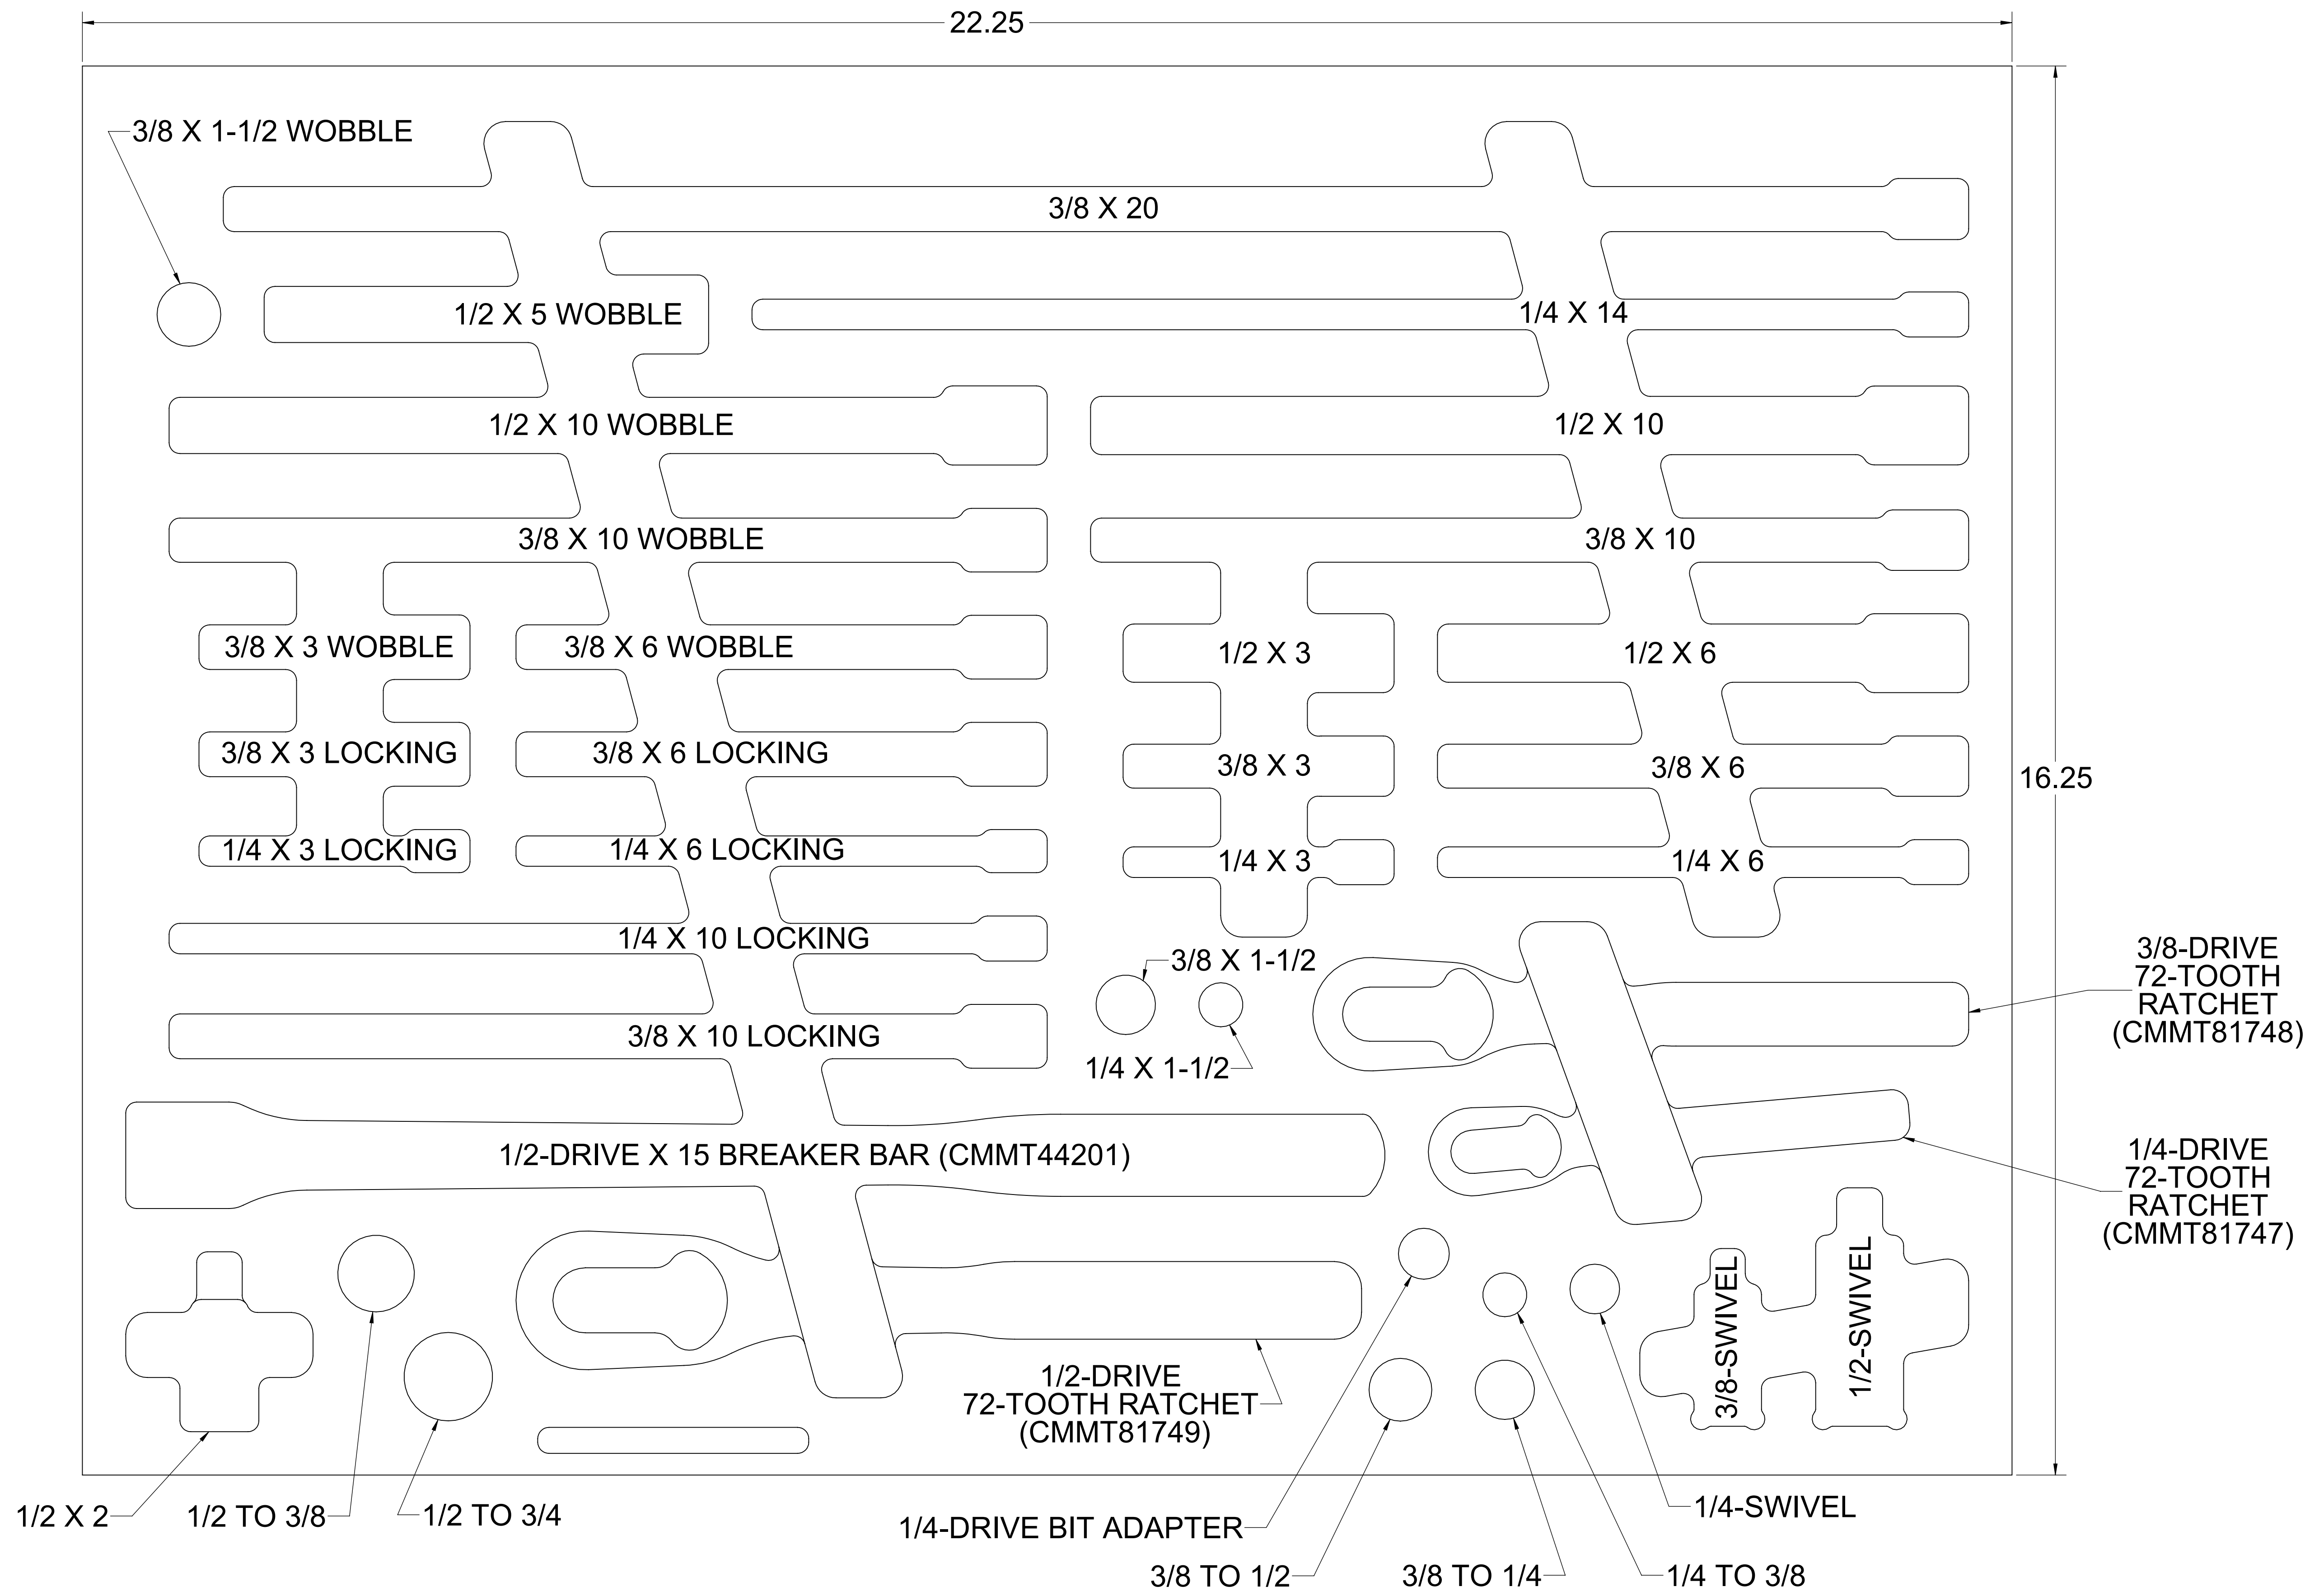 22.25
3/8 X 1-1/2 WOBBLE
3/8 X 20
1/2 X 5 WOBBLE
1/4 X 14
1/2 X 10 WOBBLE
1/2 X 10
3/8 X 10 WOBBLE
3/8 X 10
3/8 X 3 WOBBLE
3/8 X 6 WOBBLE
1/2 X 3
1/2 X 6
3/8 X 3 LOCKING
3/8 X 6 LOCKING
3/8 X 3
3/8 X 6
16.25
1/4 X 3 LOCKING
1/4 X 6 LOCKING
1/4 X 3
1/4 X 6
1/4 X 10 LOCKING
3/8 X 1-1/2
3/8-DRIVE
72-TOOTH
RATCHET
(CMMT81748)
3/8 X 10 LOCKING
1/4 X 1-1/2
1/2-DRIVE X 15 BREAKER BAR (CMMT44201)
1/4-DRIVE
72-TOOTH
RATCHET
(CMMT81747)
3/8-SWIVEL
1/2-SWIVEL
1/2-DRIVE
72-TOOTH RATCHET
(CMMT81749)
1/2 X 2
1/2 TO 3/8
1/2 TO 3/4
1/4-DRIVE BIT ADAPTER
1/4-SWIVEL
3/8 TO 1/2
3/8 TO 1/4
1/4 TO 3/8